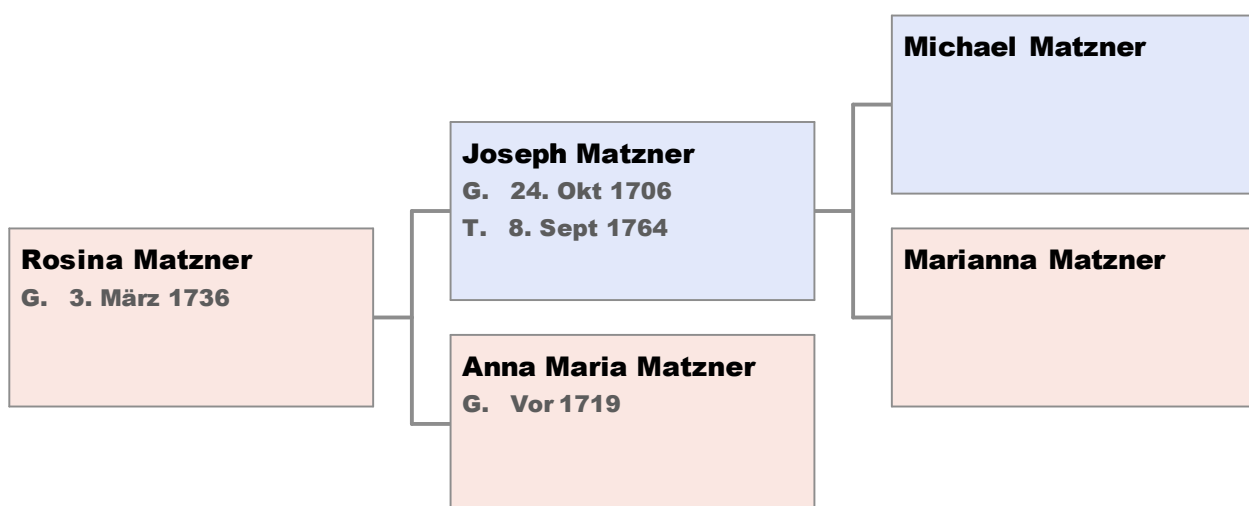 Michael Matzner
Joseph Matzner
G. 24. Okt 1706
T. 8. Sept 1764
Rosina Matzner
G. 3. März 1736
Marianna Matzner
Anna Maria Matzner
G. Vor 1719